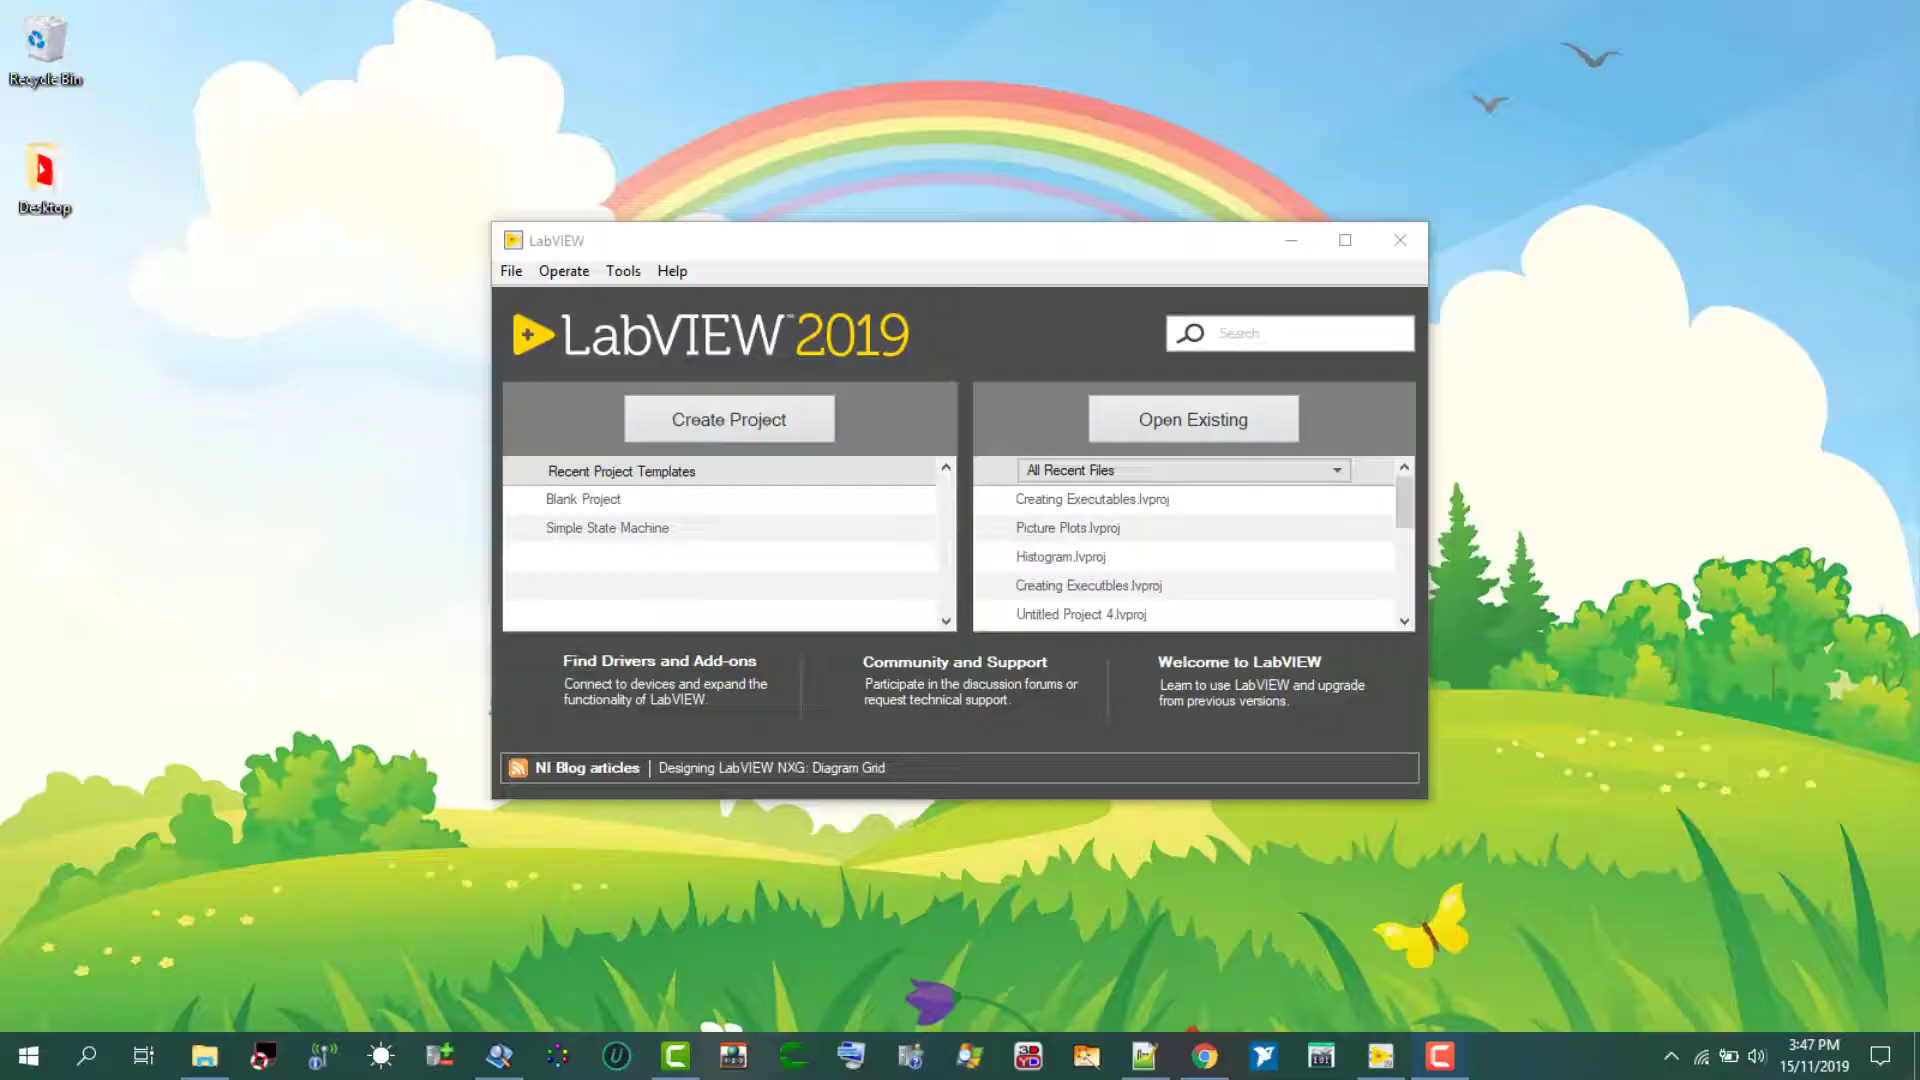 Recycle Bin
Desktop
LabVIEW
File Operate Tools Help
LabVIEW™ 2019
Search
Create Project
Open Existing
Recent Project Templates
Blank Project
Simple State Machine
All Recent Files
Creating Executables.lvproj
Picture Plots.lvproj
Histogram.lvproj
Creating Executbles.lvproj
Untitled Project 4.lvproj
Find Drivers and Add-ons
Connect to devices and expand the
functionality of LabVIEW.
Community and Support
Participate in the discussion forums or
request technical support.
Welcome to LabVIEW
Learn to use LabVIEW and upgrade
from previous versions.
NI Blog articles | Designing LabVIEW NXG: Diagram Grid
3:47 PM
15/11/2019